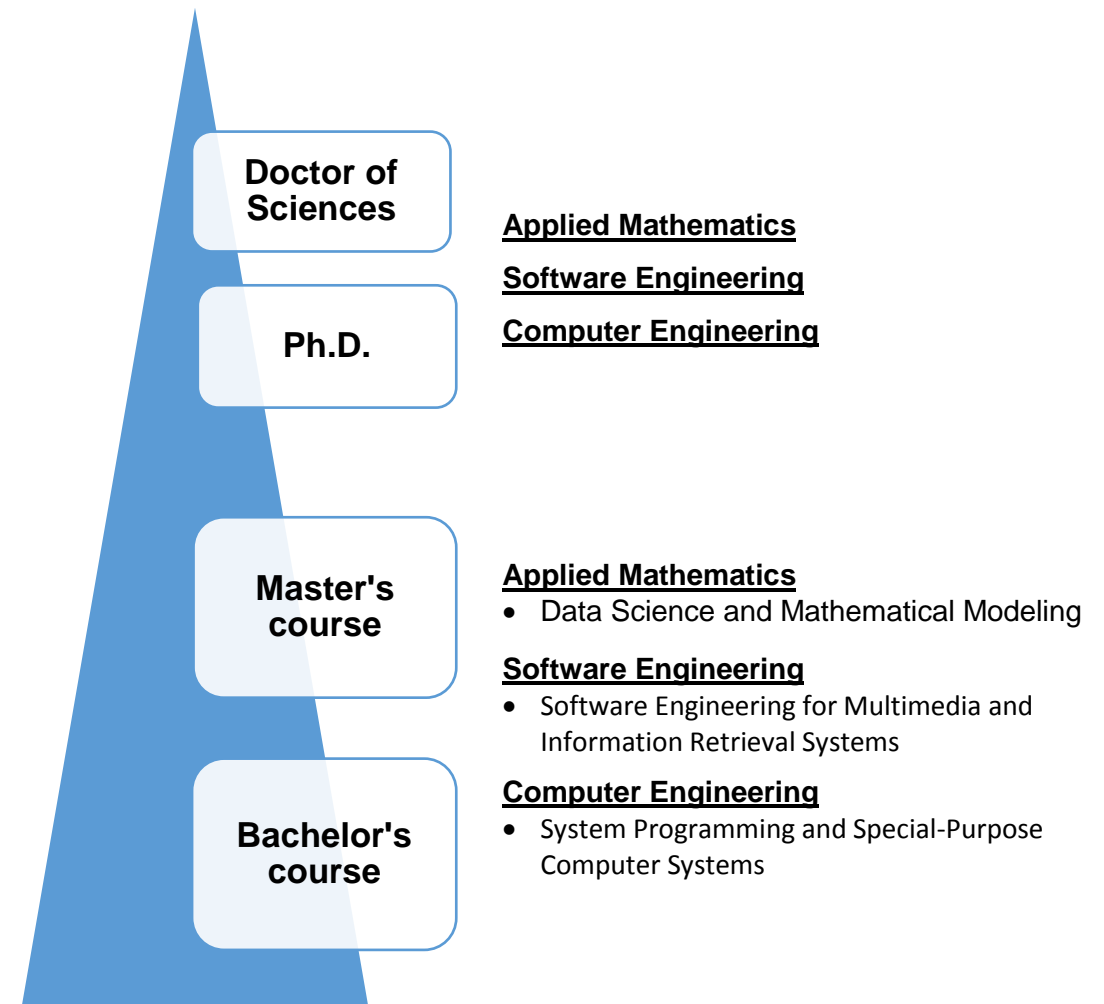 Doctor of
Sciences
Applied Mathematics
Software Engineering
Computer Engineering
Ph.D.
Master's
course
Applied Mathematics
• Data Science and Mathematical Modeling
Software Engineering
• Software Engineering for Multimedia and
Information Retrieval Systems
Computer Engineering
• System Programming and Special-Purpose
Computer Systems
Bachelor's
course